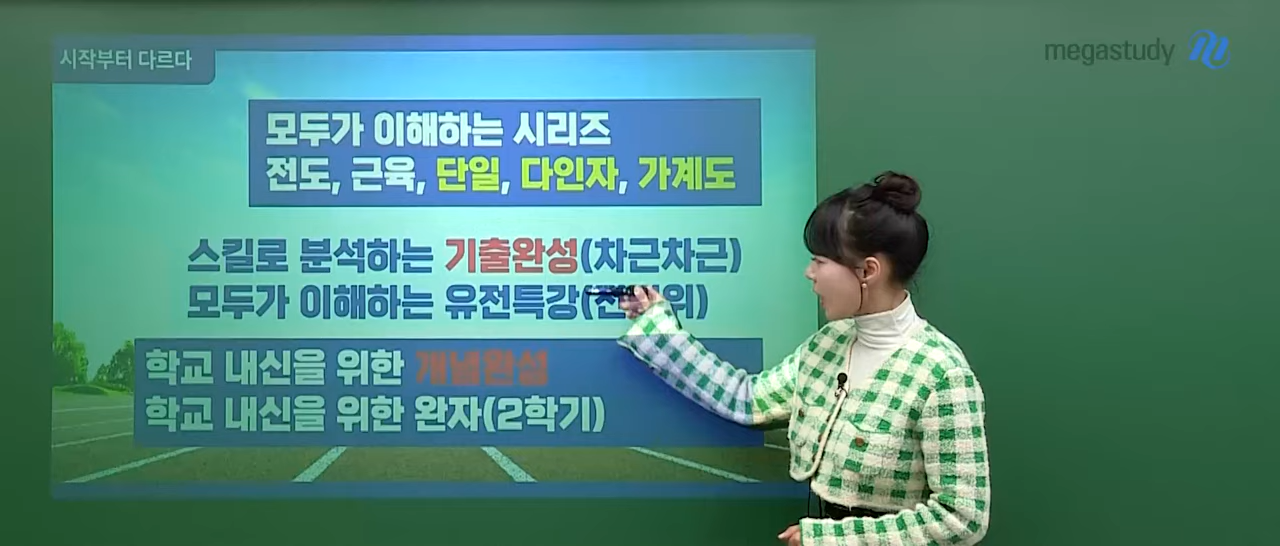 시작부터 다르다
megastudy
모두가 이해하는 시리즈
전도, 근육, 단일, 다인자, 가계도
스킬로 분석하는 기출완성(차근차근)
모두가 이해하는 유전특강
학교 내신을 위한 개념완성
학교 내신을 위한 완자(2학기)